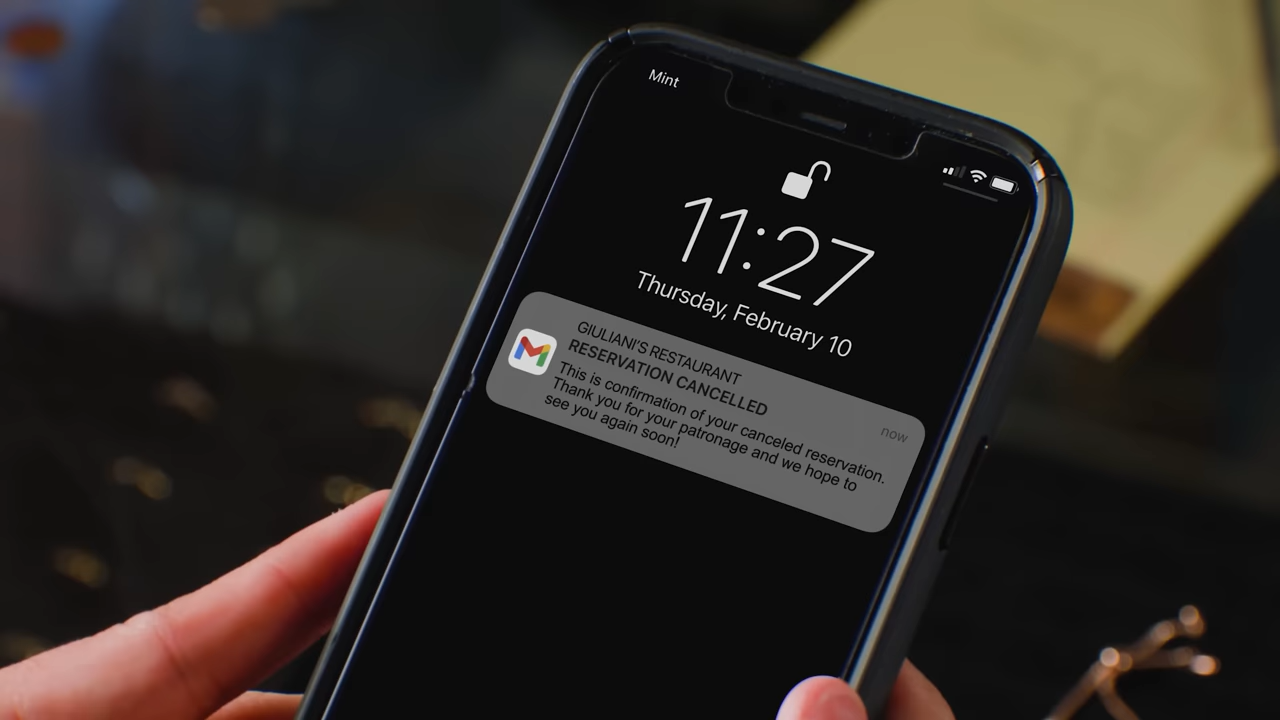 Mint
11:27
Thursday, February 10
GIULIANI'S RESTAURANT
RESERVATION CANCELLED
now
This is confirmation of your canceled reservation.
Thank you for your patronage and we hope to
see you again soon!